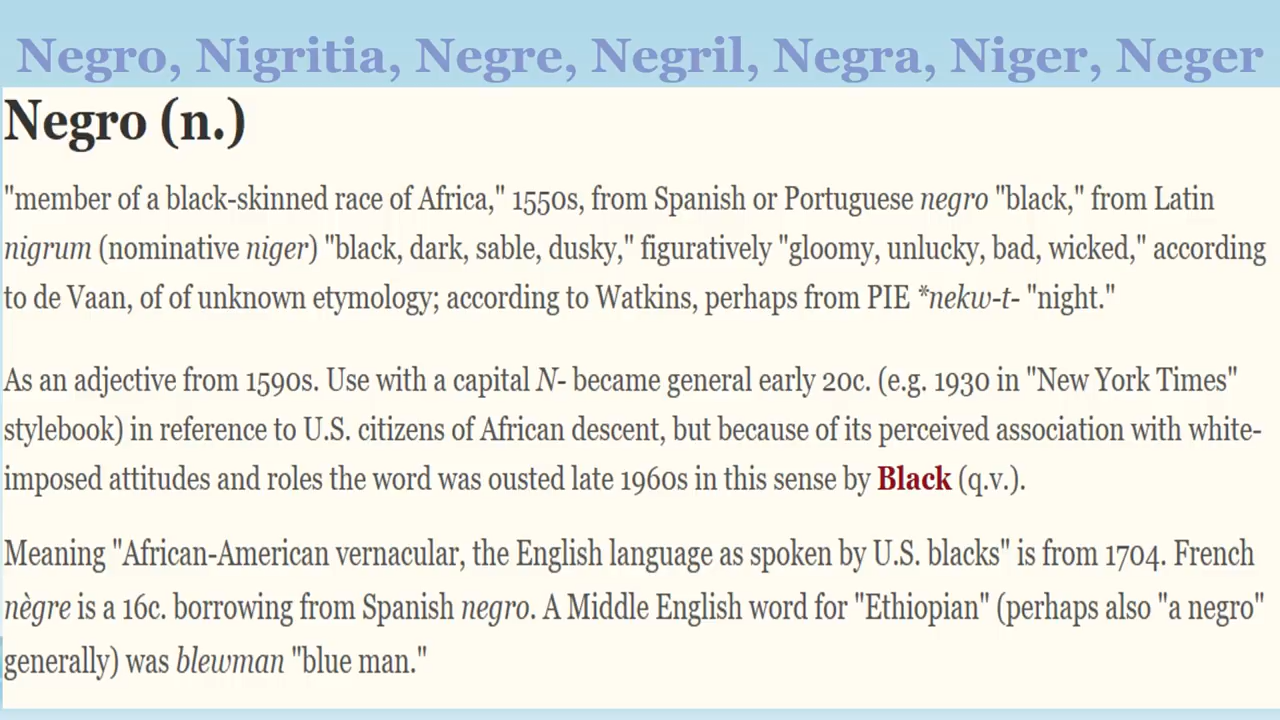 Negro, Nigritia, Negre, Negril, Negra, Niger, Neger
Negro (n.)
"member of a black-skinned race of Africa," 1550s, from Spanish or Portuguese negro "black," from Latin
nigrum (nominative niger) "black, dark, sable, dusky," figuratively "gloomy, unlucky, bad, wicked," according
to de Vaan, of of unknown etymology; according to Watkins, perhaps from PIE *nekw-t- "night."
As an adjective from 1590s. Use with a capital N- became general early 20c. (e.g. 1930 in "New York Times"
stylebook) in reference to U.S. citizens of African descent, but because of its perceived association with white-
imposed attitudes and roles the word was ousted late 1960s in this sense by Black (q.v.).
Meaning "African-American vernacular, the English language as spoken by U.S. blacks" is from 1704. French
nègre is a 16c. borrowing from Spanish negro. A Middle English word for "Ethiopian" (perhaps also "a negro"
generally) was blewman "blue man."